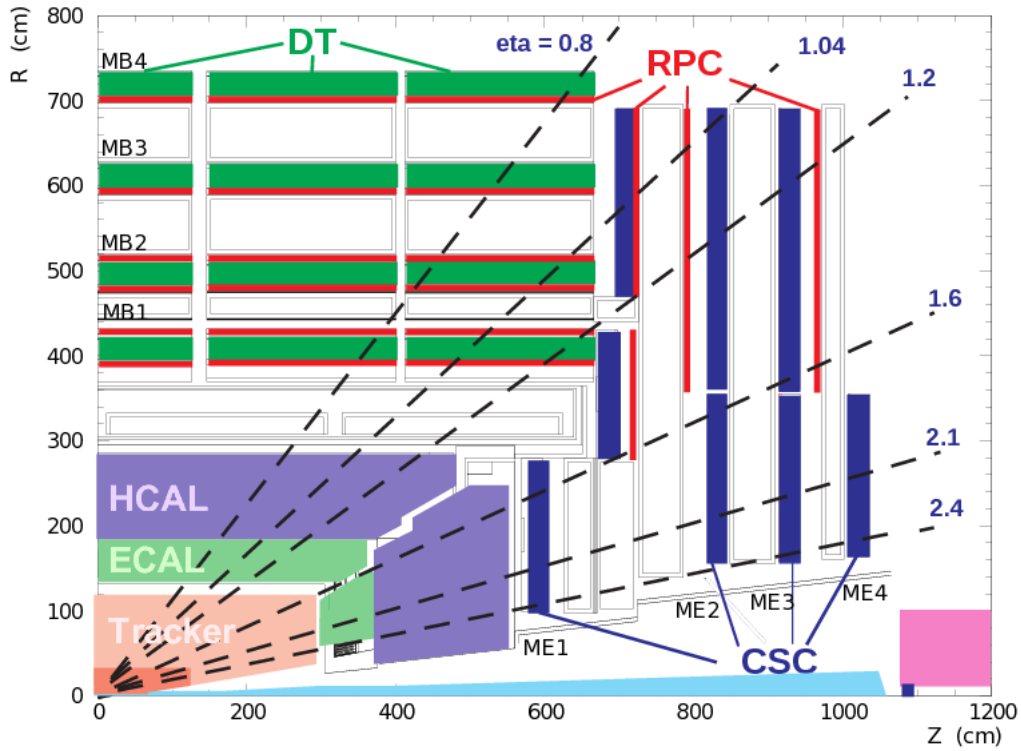 R (cm)
800
700
600
500
400
300
200
100
0
DT
eta = 0.8
1.04
1.2
RPC
MB4
MB3
MB2
MB1
1.6
2.1
2.4
HCAL
ECAL
Tracker
ME1
ME2
ME3
ME4
CSC
0
200
400
600
800
1000
1200
Z (cm)